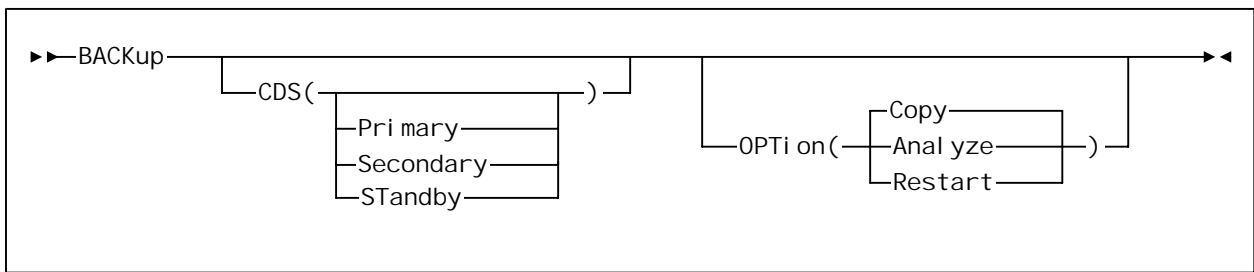 BACKup
CDS(
)
Primary
Secondary
STandby
OPTion(
Copy
Analyze
)
Restart